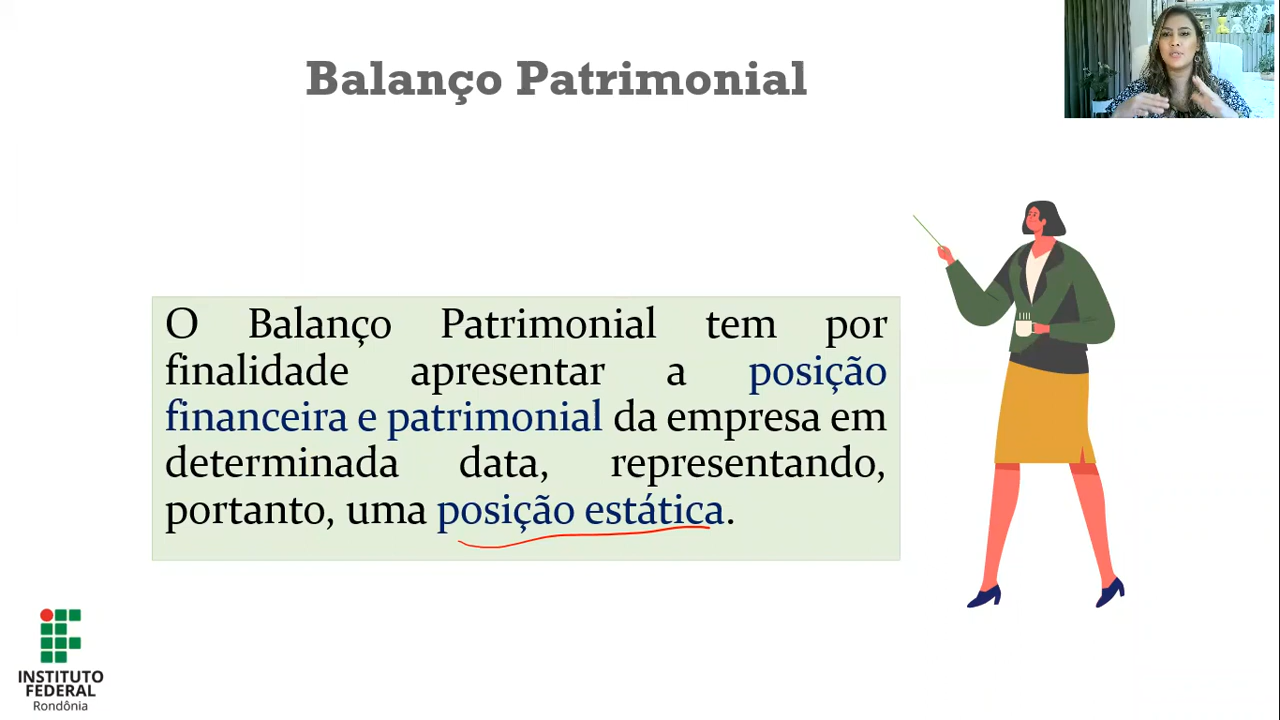 Balanço Patrimonial
O Balanço Patrimonial tem por
finalidade apresentar a posição
financeira e patrimonial da empresa em
determinada data, representando,
portanto, uma posição estática.
INSTITUTO
FEDERAL
Rondônia